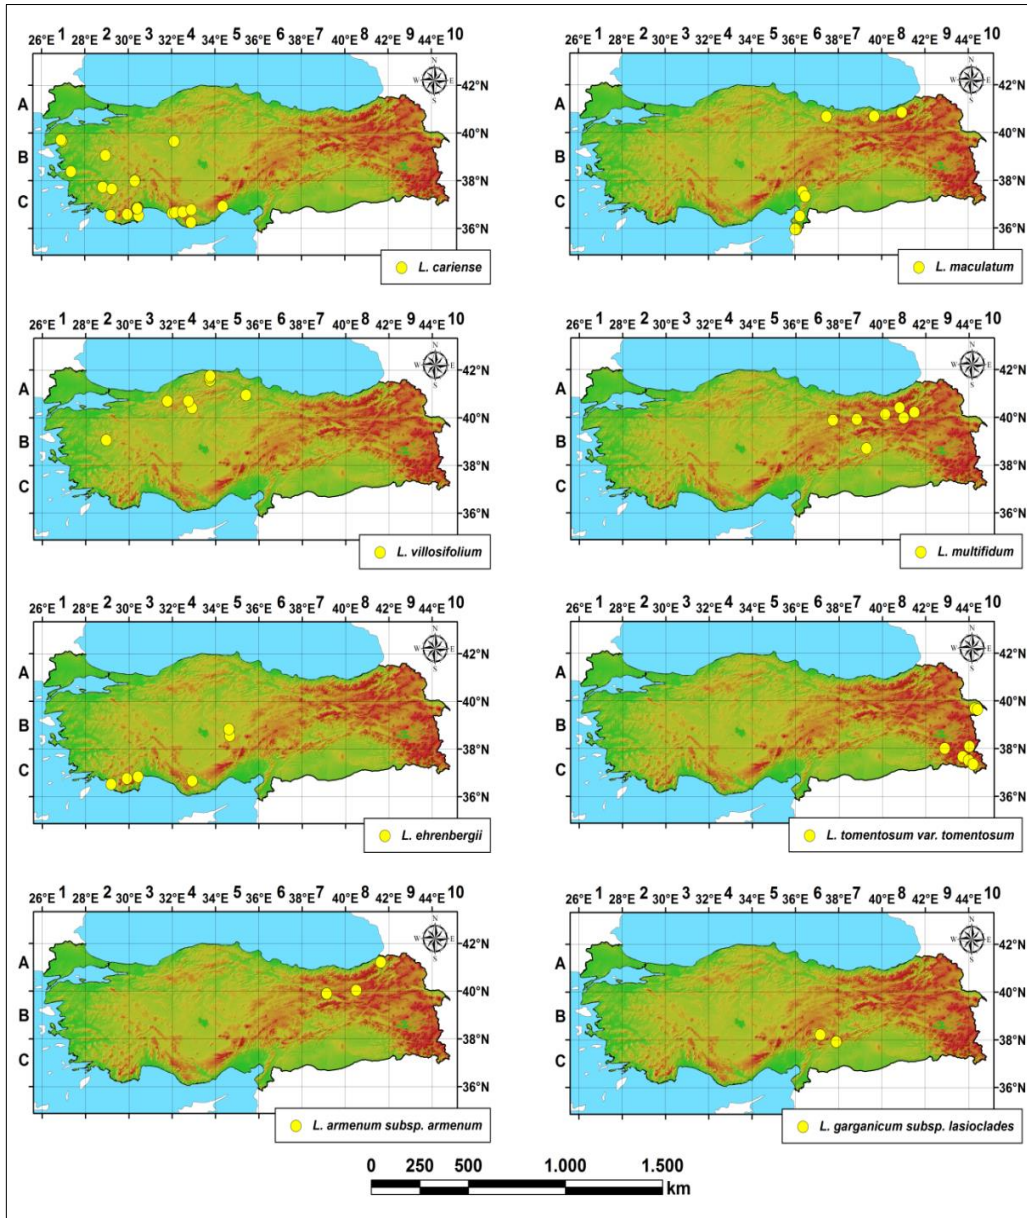 26°E 1 28°E 2 30°E 3 32°E 4 34°E 5 36°E 6 38°E 7 40°E 8 42°E 9 44°E 10
N
W E
S
42°N
A
40°N
B
38°N
C
36°N
L. cariense
26°E 1 28°E 2 30°E 3 32°E 4 34°E 5 36°E 6 38°E 7 40°E 8 42°E 9 44°E 10
N
W E
S
42°N
A
40°N
B
38°N
C
36°N
L. maculatum
26°E 1 28°E 2 30°E 3 32°E 4 34°E 5 36°E 6 38°E 7 40°E 8 42°E 9 44°E 10
N
W E
S
42°N
A
40°N
B
38°N
C
36°N
L. villosifolium
26°E 1 28°E 2 30°E 3 32°E 4 34°E 5 36°E 6 38°E 7 40°E 8 42°E 9 44°E 10
N
W E
S
42°N
A
40°N
B
38°N
C
36°N
L. multifidum
26°E 1 28°E 2 30°E 3 32°E 4 34°E 5 36°E 6 38°E 7 40°E 8 42°E 9 44°E 10
N
W E
S
42°N
A
40°N
B
38°N
C
36°N
L. ehrenbergii
26°E 1 28°E 2 30°E 3 32°E 4 34°E 5 36°E 6 38°E 7 40°E 8 42°E 9 44°E 10
N
W E
S
42°N
A
40°N
B
38°N
C
36°N
L. tomentosum var. tomentosum
26°E 1 28°E 2 30°E 3 32°E 4 34°E 5 36°E 6 38°E 7 40°E 8 42°E 9 44°E 10
N
W E
S
42°N
A
40°N
B
38°N
C
36°N
L. armenum subsp. armenum
26°E 1 28°E 2 30°E 3 32°E 4 34°E 5 36°E 6 38°E 7 40°E 8 42°E 9 44°E 10
N
W E
S
42°N
A
40°N
B
38°N
C
36°N
L. garganicum subsp. lasioclades
0 250 500 1.000 1.500
km